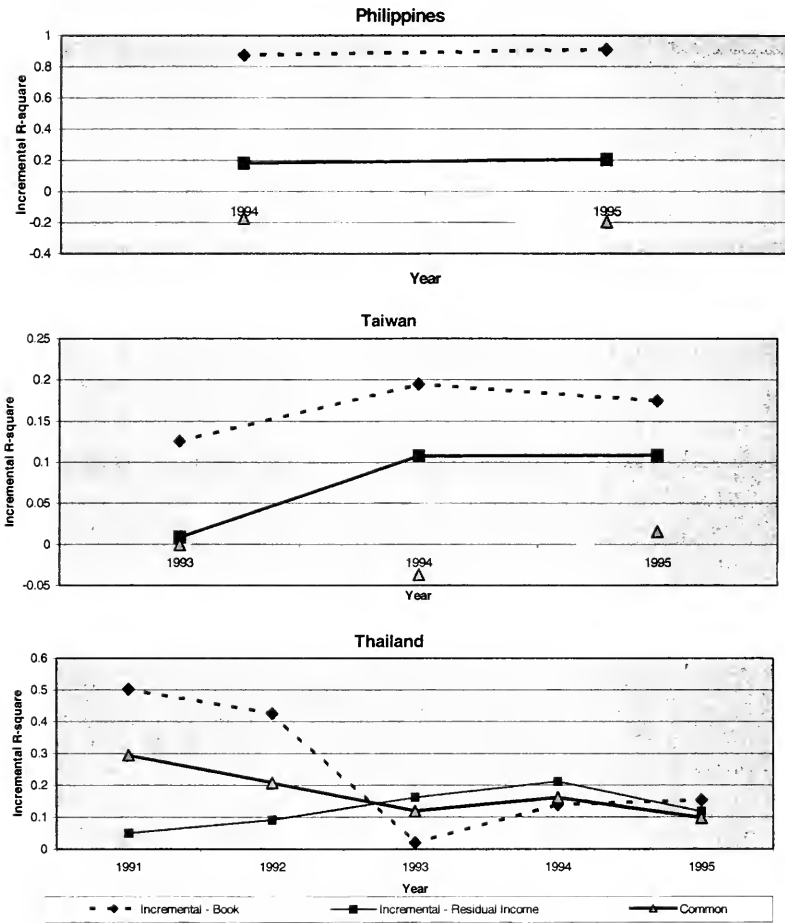 Philippines
Incremental R-square
1
0.8
0.6
0.4
0.2
0
-0.2
-0.4
1994
1995
Year
Taiwan
Incremental R-square
0.25
0.2
0.15
0.1
0.05
0
-0.05
1993
1994
1995
Year
Thailand
Incremental R-square
0.6
0.5
0.4
0.3
0.2
0.1
0
1991
1992
1993
1994
1995
Year
Incremental - Book
Incremental - Residual Income
Common